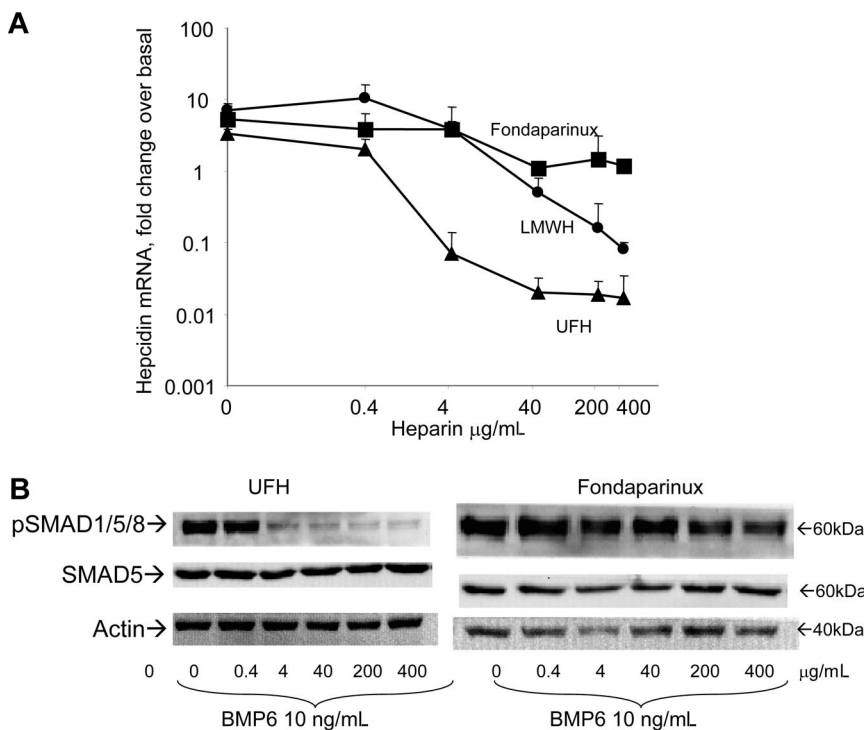 A
Hepcidin mRNA, fold change over basal
100
10
1
0.1
0.01
0.001
Fondaparinux
LMWH
UFH
0 0.4 4 40 200 400
Heparin µg/mL
B
UFH Fondaparinux
pSMAD1/5/8→ ←60kDa
SMAD5→ ←60kDa
Actin→ ←40kDa
0 0 0.4 4 40 200 400 0 0.4 4 40 200 400 µg/mL
BMP6 10 ng/mL BMP6 10 ng/mL